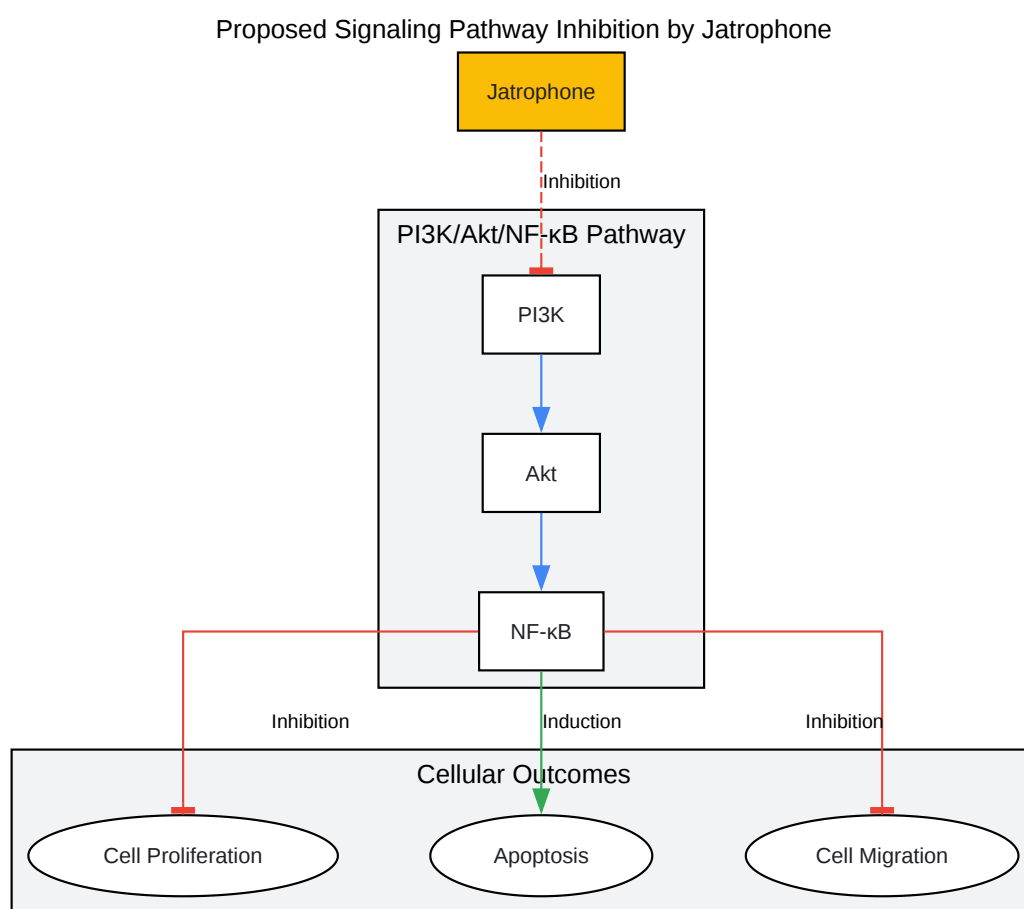 Proposed Signaling Pathway Inhibition by Jatrophone
Jatrophone
Inhibition
PI3K/Akt/NF-κB Pathway
PI3K
Akt
NF-κB
Inhibition
Induction
Inhibition
Cellular Outcomes
Cell Proliferation
Apoptosis
Cell Migration